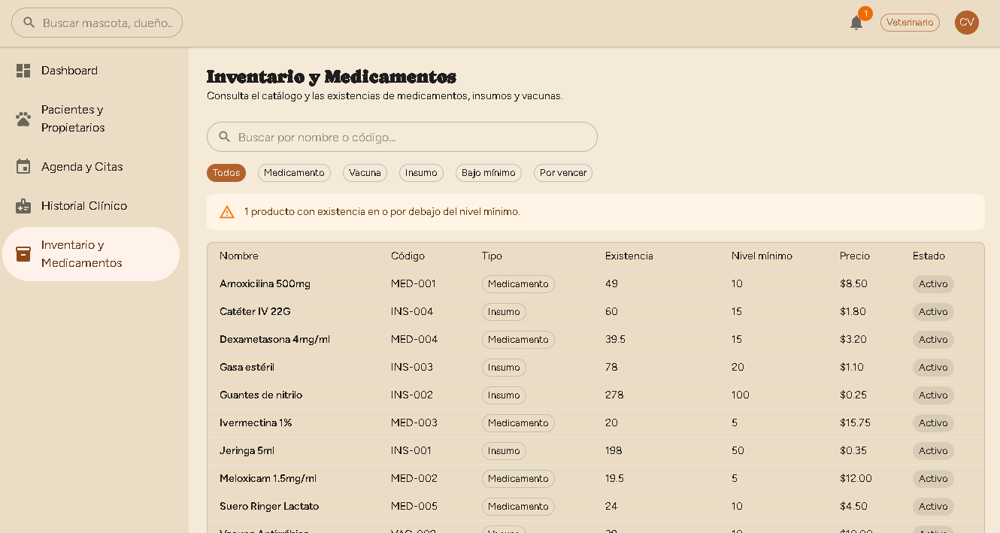 Buscar mascota, dueño..
1
Veterinario
CV
Dashboard
Pacientes y
Propietarios
Agenda y Citas
Historial Clínico
Inventario y
Medicamentos
Inventario y Medicamentos
Consulta el catálogo y las existencias de medicamentos, insumos y vacunas.
Buscar por nombre o código...
Todos Medicamento Vacuna Insumo Bajo mínimo Por vencer
1 producto con existencia en o por debajo del nivel mínimo.
Nombre Código Tipo Existencia Nivel mínimo Precio Estado
Amoxicilina 500mg MED-001 Medicamento 49 10 $8.50 Activo
Catéter IV 22G INS-004 Insumo 60 15 $1.80 Activo
Dexametasona 4mg/ml MED-004 Medicamento 39.5 15 $3.20 Activo
Gasa estéril INS-003 Insumo 78 20 $1.10 Activo
Guantes de nitrilo INS-002 Insumo 278 100 $0.25 Activo
Ivermectina 1% MED-003 Medicamento 20 5 $15.75 Activo
Jeringa 5ml INS-001 Insumo 198 50 $0.35 Activo
Meloxicam 1.5mg/ml MED-002 Medicamento 19.5 5 $12.00 Activo
Suero Ringer Lactato MED-005 Medicamento 24 10 $4.50 Activo